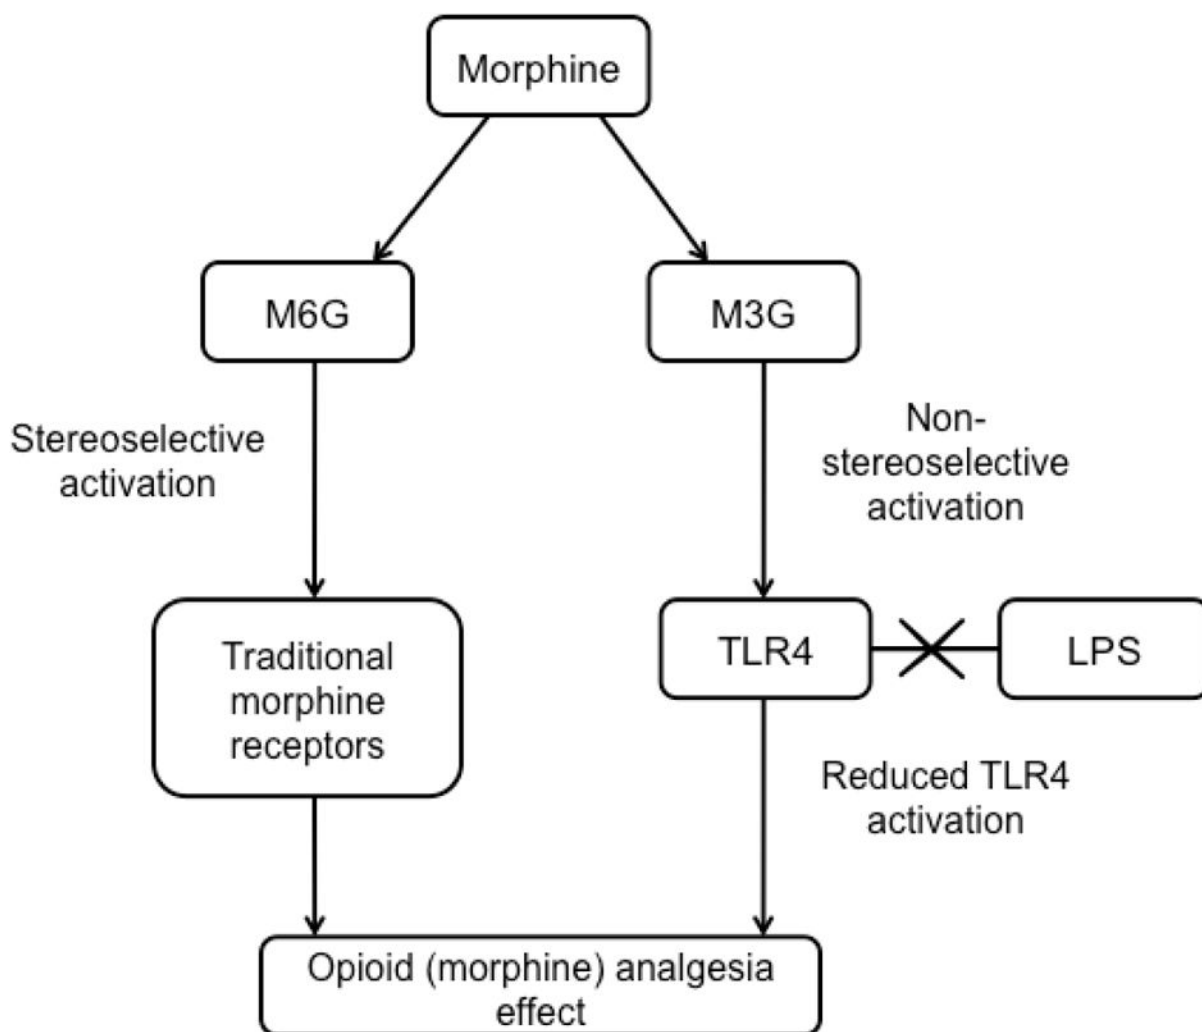 Morphine
M6G
M3G
Stereoselective
activation
Non-
stereoselective
activation
Traditional
morphine
receptors
TLR4
LPS
Reduced TLR4
activation
Opioid (morphine) analgesia
effect